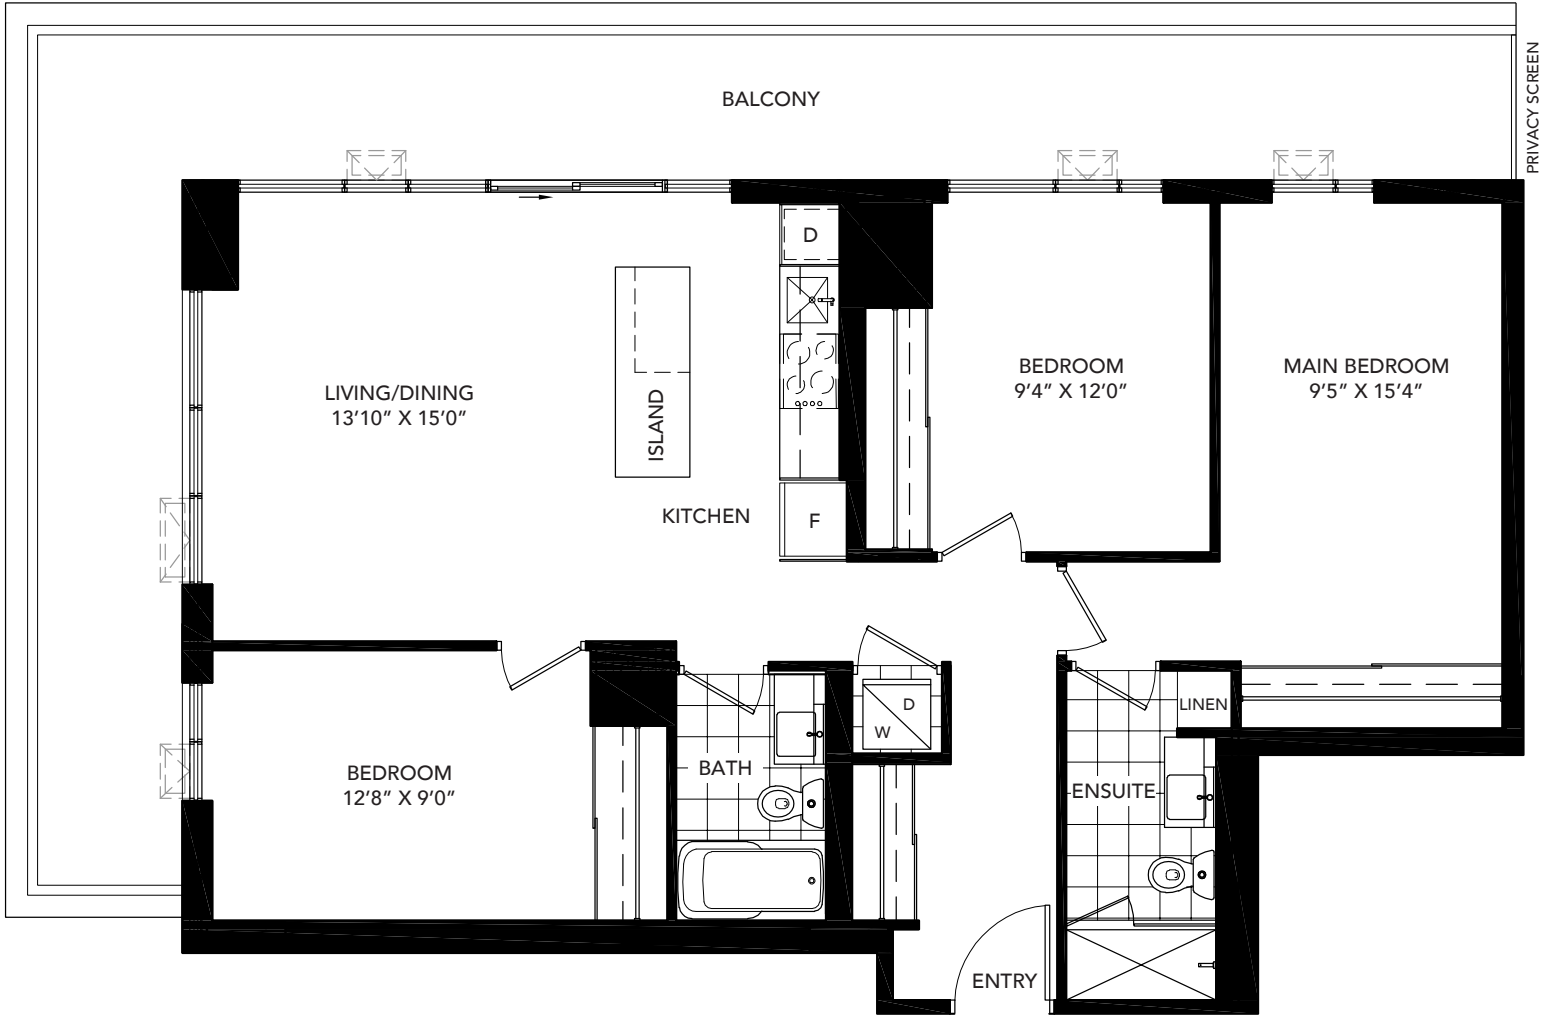 BALCONY
PRIVACY SCREEN
D
BEDROOM
9'4" X 12'0"
MAIN BEDROOM
9'5" X 15'4"
LIVING/DINING
13'10" X 15'0"
ISLAND
KITCHEN
F
D
W
LINEN
BATH
BEDROOM
12'8" X 9'0"
ENSUITE
ENTRY